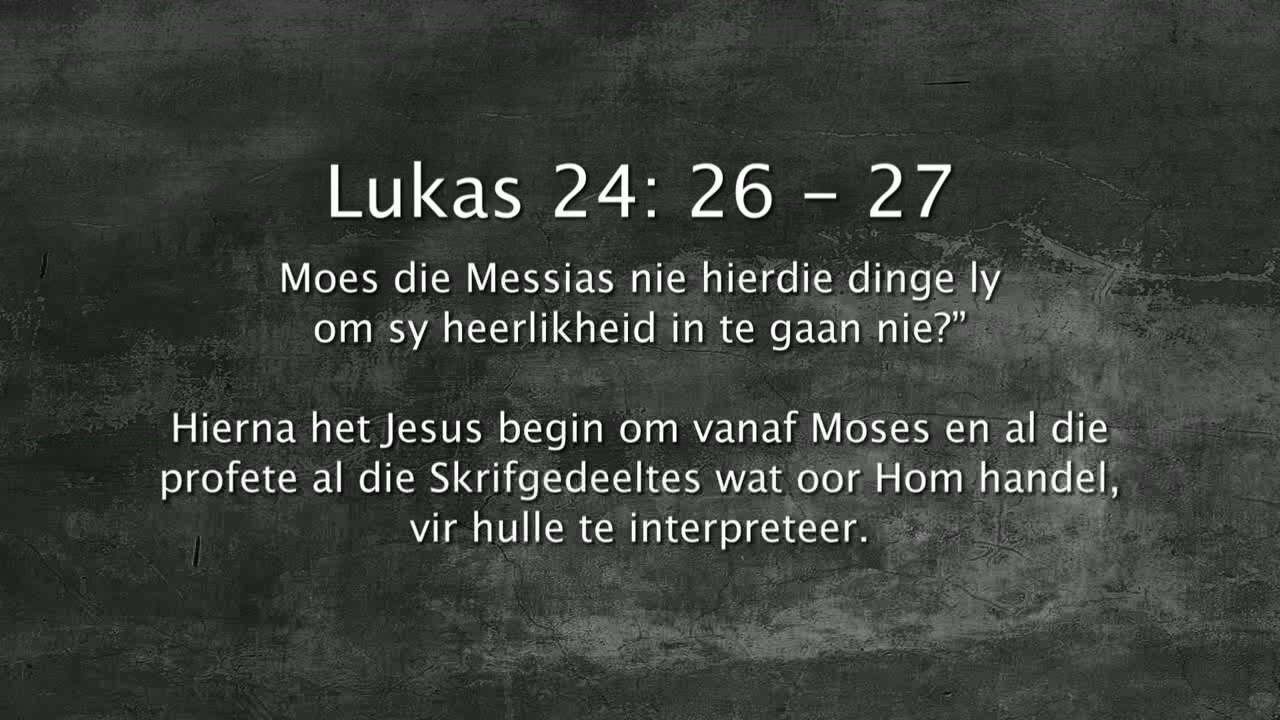 Lukas 24: 26 – 27
Moes die Messias nie hierdie dinge ly
om sy heerlikheid in te gaan nie?”
Hierna het Jesus begin om vanaf Moses en al die
profete al die Skrifgedeeltes wat oor Hom handel,
vir hulle te interpreteer.